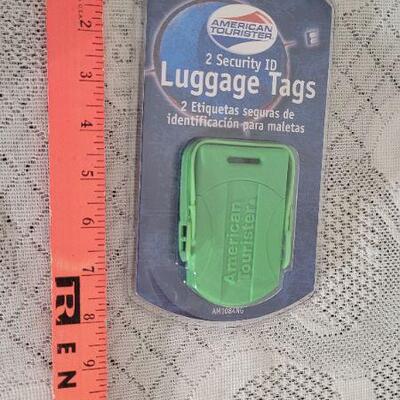 2
3
4
5
6
7
8
9
R
E
N
AMERICAN
TOURISTER
2 Security ID
Luggage Tags
2 Etiquetas seguras de
identificación para maletas
American
Tourister
AM1084NG